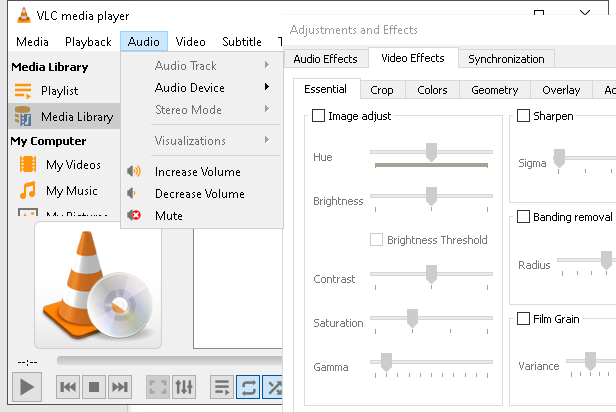 VLC media player
Media Playback Audio Video Subtitle
Media Library
Playlist
Media Library
My Computer
My Videos
My Music
My Pictures
Audio Track
Audio Device
Stereo Mode
Visualizations
Increase Volume
Decrease Volume
Mute
--:--
Adjustments and Effects
Audio Effects Video Effects Synchronization
Essential Crop Colors Geometry Overlay
Image adjust
Hue
Brightness
Brightness Threshold
Contrast
Saturation
Gamma
Sharpen
Sigma
Banding removal
Radius
Film Grain
Variance